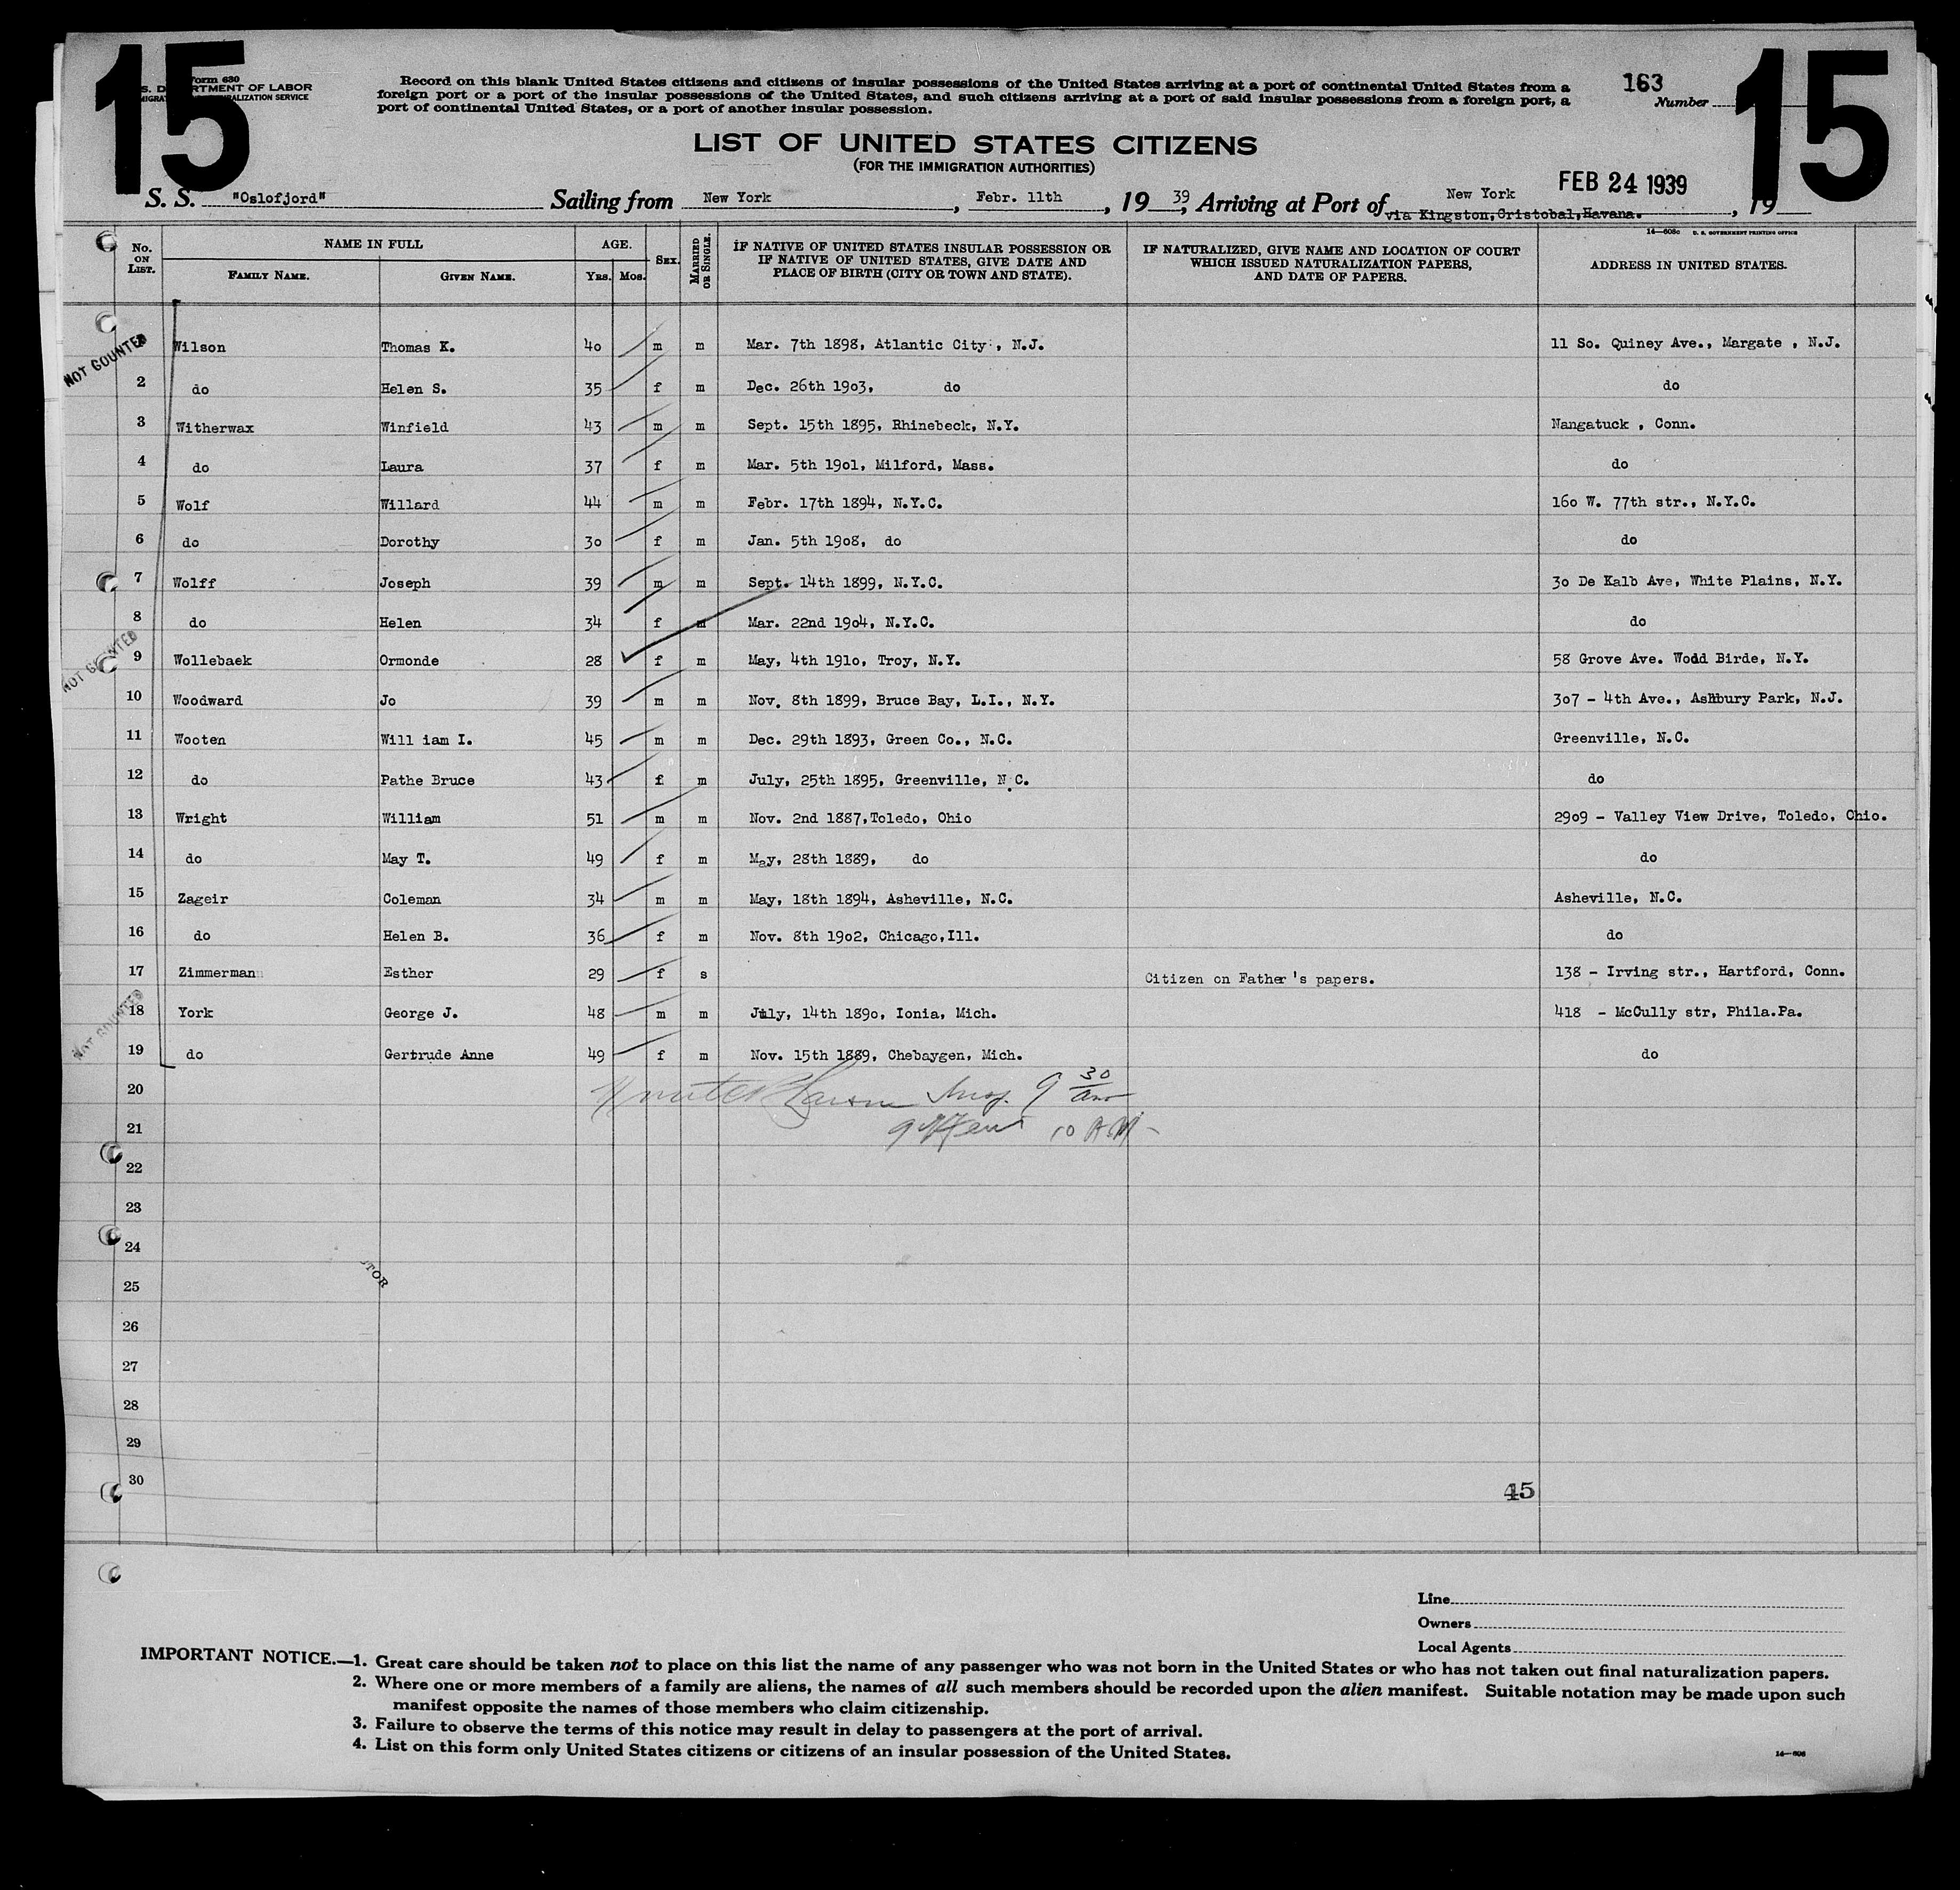 15
15
Form 630
RTMENT OF LABOR
RALIZATION SERVICE
Record on this blank United States citizens and citizens of insular possessions of the United States arriving at a port of continental United States from a
foreign port or a port of the insular possessions of the United States, and such citizens arriving at a port of said insular possessions from a foreign port, a
port of continental United States, or a port of another insular possession.
163
Number
LIST OF UNITED STATES CITIZENS
(FOR THE IMMIGRATION AUTHORITIES)
FEB 24 1939
S. S. "Oslofjord" Sailing from New York, Febr. 11th, 1939, Arriving at Port of New York, 19
via Kingston,Cristobal,Havana.
14—608c U. S. GOVERNMENT PRINTING OFFICE
No. ON LIST. NAME IN FULL AGE. SEX. MARRIED OR SINGLE. IF NATIVE OF UNITED STATES INSULAR POSSESSION OR IF NATIVE OF UNITED STATES, GIVE DATE AND PLACE OF BIRTH (CITY OR TOWN AND STATE). IF NATURALIZED, GIVE NAME AND LOCATION OF COURT WHICH ISSUED NATURALIZATION PAPERS, AND DATE OF PAPERS. ADDRESS IN UNITED STATES.
FAMILY NAME. GIVEN NAME. YRS. MOS.
NOT COUNTED
Wilson Thomas K. 40 m m Mar. 7th 1898, Atlantic City, N.J. 11 So. Quiney Ave., Margate , N.J.
2 do Helen S. 35 f m Dec. 26th 1903, do do
3 Witherwax Winfield 43 m m Sept. 15th 1895, Rhinebeck, N.Y. Nangatuck , Conn.
4 do Laura 37 f m Mar. 5th 1901, Milford, Mass. do
5 Wolf Willard 44 m m Febr. 17th 1894, N.Y.C. 160 W. 77th str., N.Y.C.
6 do Dorothy 30 f m Jan. 5th 1908, do do
7 Wolff Joseph 39 m m Sept. 14th 1899, N.Y.C. 30 De Kalb Ave, White Plains, N.Y.
8 do Helen 34 f m Mar. 22nd 1904, N.Y.C. do
NOT COUNTED
9 Wollebaek Ormonde 28 f m May, 4th 1910, Troy, N.Y. 58 Grove Ave. Wodd Birde, N.Y.
10 Woodward Jo 39 m m Nov. 8th 1899, Bruce Bay, L.I., N.Y. 307 - 4th Ave., Ashbury Park, N.J.
11 Wooten Will iam I. 45 m m Dec. 29th 1893, Green Co., N.C. Greenville, N.C.
12 do Pathe Bruce 43 f m July, 25th 1895, Greenville, N.C. do
13 Wright William 51 m m Nov. 2nd 1887,Toledo, Ohio 2909 - Valley View Drive, Toledo, Ohio.
14 do May T. 49 f m May, 28th 1889, do do
15 Zageir Coleman 34 m m May, 18th 1894, Asheville, N.C. Asheville, N.C.
16 do Helen B. 36 f m Nov. 8th 1902, Chicago,Ill. do
17 Zimmerman Esther 29 f s Citizen on Father's papers. 138 - Irving str., Hartford, Conn.
NOT COUNTED
18 York George J. 48 m m July, 14th 1890, Ionia, Mich. 418 - McCully str, Phila.Pa.
19 do Gertrude Anne 49 f m Nov. 15th 1889, Chebaygen, Mich. do
20 Larson Insp. 9 30 am
21 10 A.M.
22
23
24
25
26
27
28
29
30
45
Line
Owners
Local Agents
IMPORTANT NOTICE.—1. Great care should be taken not to place on this list the name of any passenger who was not born in the United States or who has not taken out final naturalization papers.
2. Where one or more members of a family are aliens, the names of all such members should be recorded upon the alien manifest. Suitable notation may be made upon such
manifest opposite the names of those members who claim citizenship.
3. Failure to observe the terms of this notice may result in delay to passengers at the port of arrival.
4. List on this form only United States citizens or citizens of an insular possession of the United States.
14—608